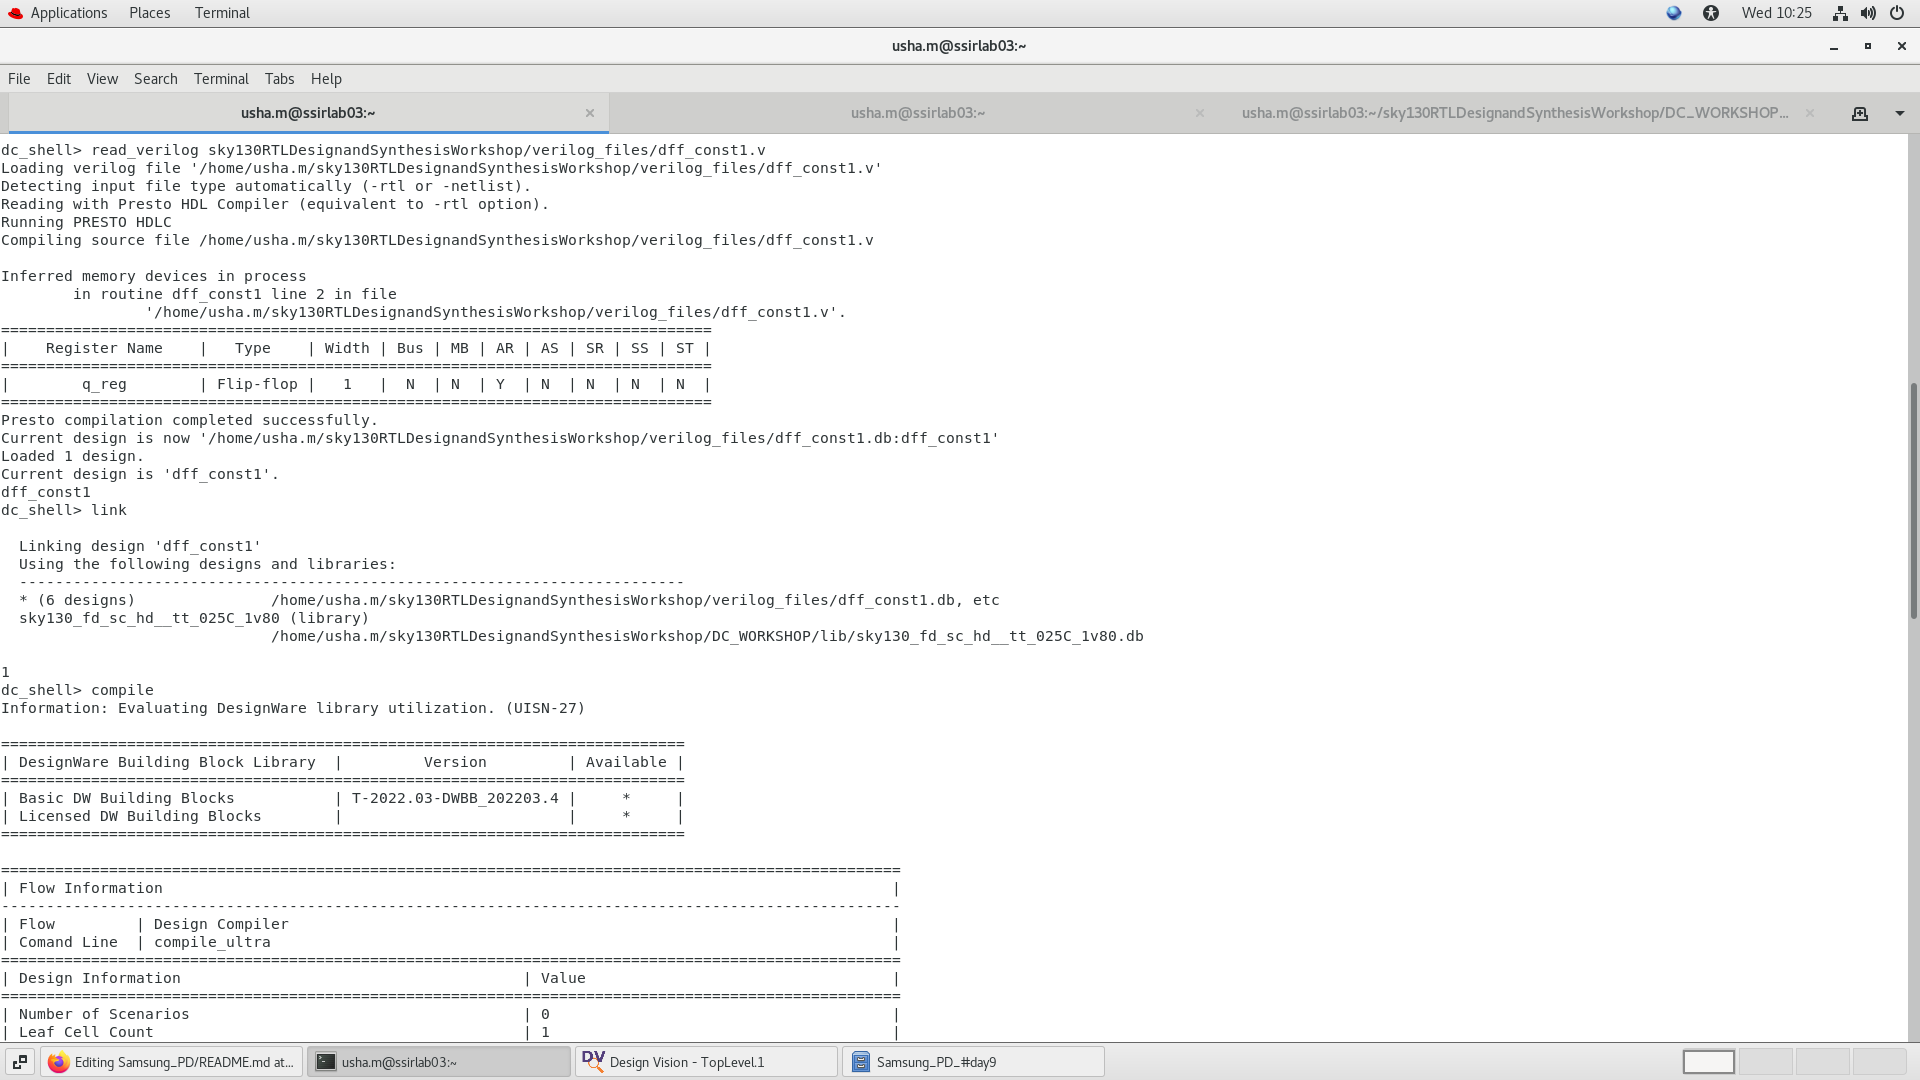 Applications Places Terminal Wed 10:25
usha.m@ssirlab03:~
File Edit View Search Terminal Tabs Help
usha.m@ssirlab03:~ × usha.m@ssirlab03:~ × usha.m@ssirlab03:~/sky130RTLDesignandSynthesisWorkshop/DC_WORKSHOP... ×
dc_shell> read_verilog sky130RTLDesignandSynthesisWorkshop/verilog_files/dff_const1.v
Loading verilog file '/home/usha.m/sky130RTLDesignandSynthesisWorkshop/verilog_files/dff_const1.v'
Detecting input file type automatically (-rtl or -netlist).
Reading with Presto HDL Compiler (equivalent to -rtl option).
Running PRESTO HDLC
Compiling source file /home/usha.m/sky130RTLDesignandSynthesisWorkshop/verilog_files/dff_const1.v
Inferred memory devices in process
in routine dff_const1 line 2 in file
'/home/usha.m/sky130RTLDesignandSynthesisWorkshop/verilog_files/dff_const1.v'.
===============================================================================
| Register Name | Type | Width | Bus | MB | AR | AS | SR | SS | ST |
===============================================================================
| q_reg | Flip-flop | 1 | N | N | Y | N | N | N | N |
===============================================================================
Presto compilation completed successfully.
Current design is now '/home/usha.m/sky130RTLDesignandSynthesisWorkshop/verilog_files/dff_const1.db:dff_const1'
Loaded 1 design.
Current design is 'dff_const1'.
dff_const1
dc_shell> link
Linking design 'dff_const1'
Using the following designs and libraries:
--------------------------------------------------------------------------
* (6 designs) /home/usha.m/sky130RTLDesignandSynthesisWorkshop/verilog_files/dff_const1.db, etc
sky130_fd_sc_hd__tt_025C_1v80 (library)
/home/usha.m/sky130RTLDesignandSynthesisWorkshop/DC_WORKSHOP/lib/sky130_fd_sc_hd__tt_025C_1v80.db
1
dc_shell> compile
Information: Evaluating DesignWare library utilization. (UISN-27)
============================================================================
| DesignWare Building Block Library | Version | Available |
============================================================================
| Basic DW Building Blocks | T-2022.03-DWBB_202203.4 | * |
| Licensed DW Building Blocks | | * |
============================================================================
====================================================================================================
| Flow Information |
----------------------------------------------------------------------------------------------------
| Flow | Design Compiler |
| Comand Line | compile_ultra |
====================================================================================================
| Design Information | Value |
====================================================================================================
| Number of Scenarios | 0 |
| Leaf Cell Count | 1 |
Editing Samsung_PD/README.md at... usha.m@ssirlab03:~ Design Vision - TopLevel.1 Samsung_PD_#day9